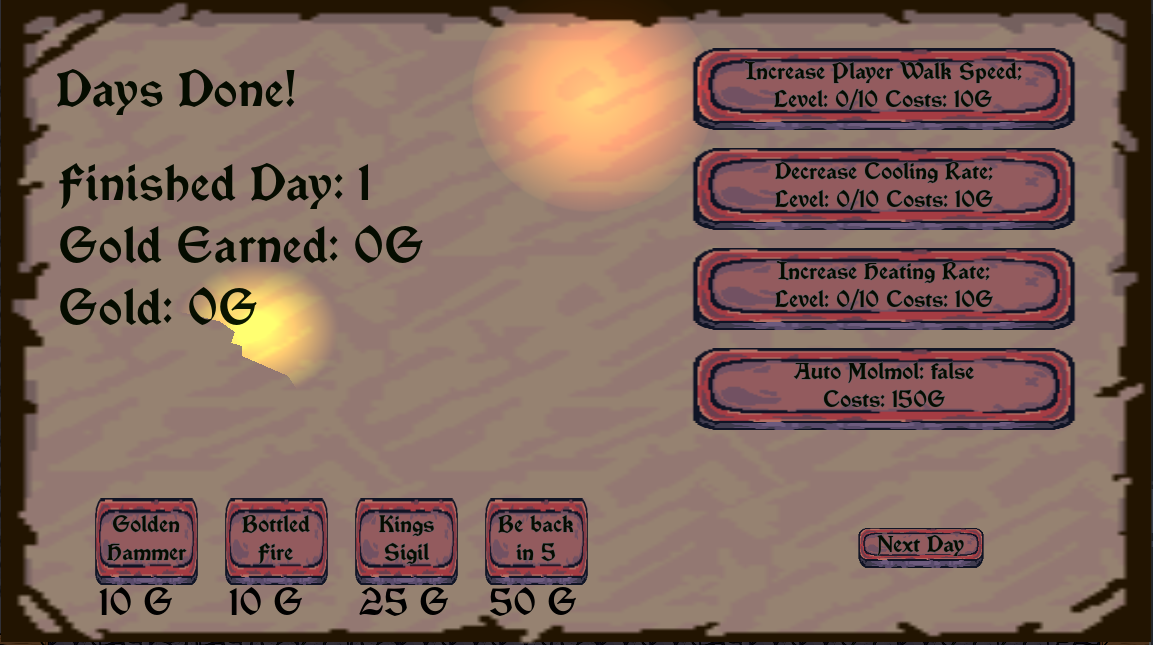 Days Done!
Finished Day: 1
Gold Earned: 0G
Gold: 0G
Increase Player Walk Speed:
Level: 0/10 Costs: 10G
Decrease Cooling Rate:
Level: 0/10 Costs: 10G
Increase Heating Rate:
Level: 0/10 Costs: 10G
Auto Molmol: false
Costs: 150G
Golden
Hammer
10 G
Bottled
Fire
10 G
Kings
Sigil
25 G
Be back
in 5
50 G
Next Day